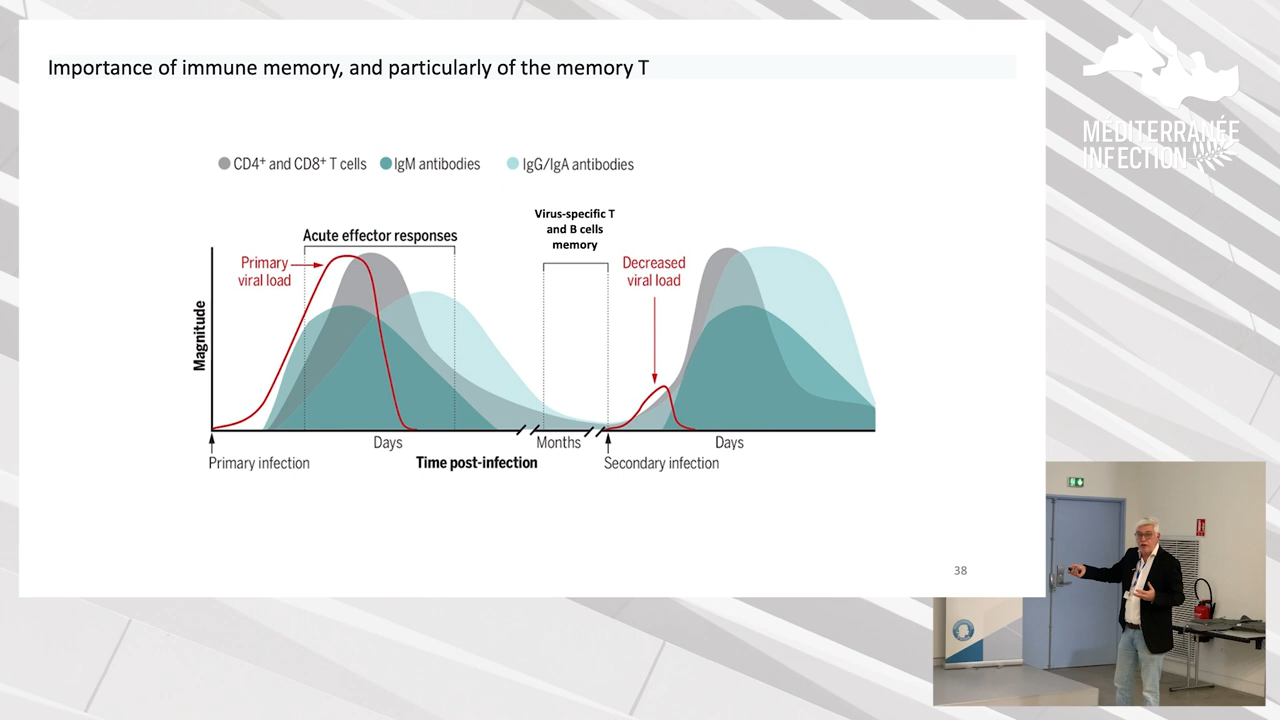 Importance of immune memory, and particularly of the memory T
CD4+ and CD8+ T cells
IgM antibodies
IgG/IgA antibodies
Virus-specific T
and B cells
memory
Acute effector responses
Primary
viral load
Decreased
viral load
Magnitude
Days
Months
Days
Primary infection
Time post-infection
Secondary infection
38
MÉDITERRANÉE
INFECTION